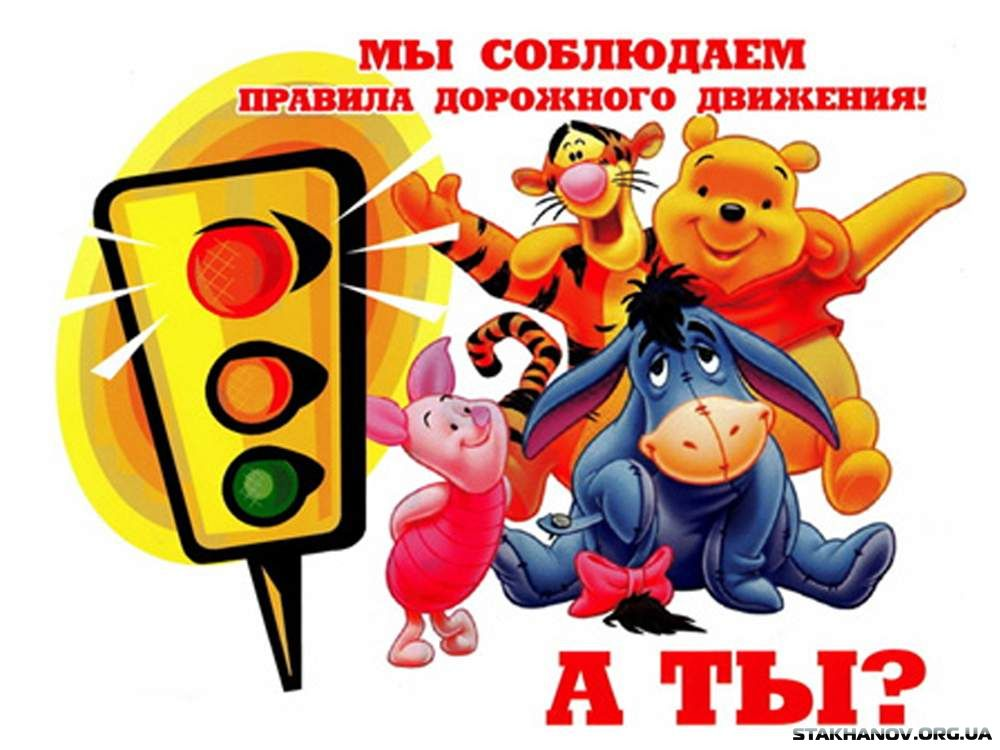 МЫ СОБЛЮДАЕМ
ПРАВИЛА ДОРОЖНОГО ДВИЖЕНИЯ!
А ТЫ?
STAKHANOV.ORG.UA